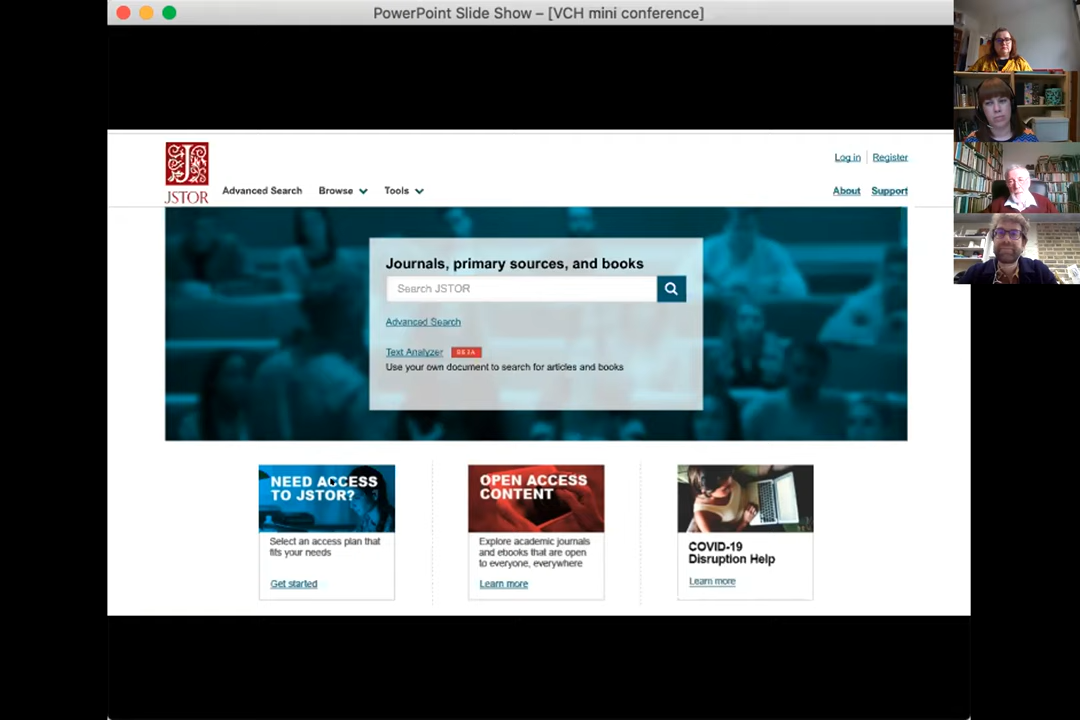 PowerPoint Slide Show – [VCH mini conference]
Log in Register
JSTOR
Advanced Search Browse Tools
About Support
Journals, primary sources, and books
Search JSTOR
Advanced Search
Text Analyzer BETA
Use your own document to search for articles and books
NEED ACCESS
TO JSTOR?
Select an access plan that
fits your needs
Get started
OPEN ACCESS
CONTENT
Explore academic journals
and ebooks that are open
to everyone, everywhere
Learn more
COVID-19
Disruption Help
Learn more